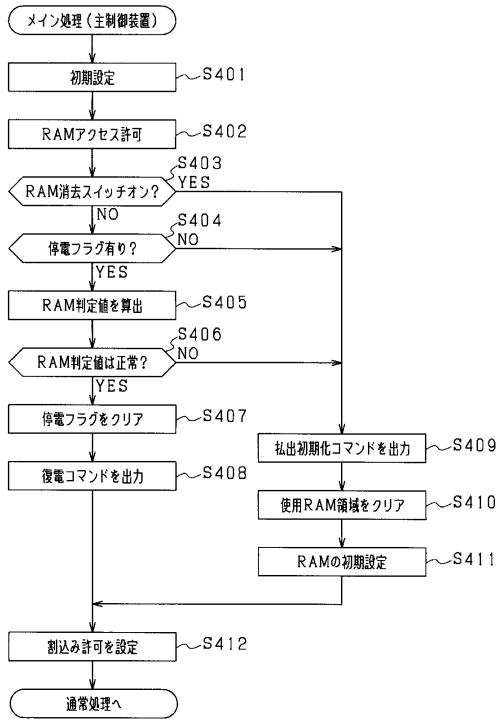 メイン処理(主制御装置)
初期設定
S401
RAMアクセス許可
S402
S403
RAM消去スイッチオン?
YES
NO
S404
停電フラグ有り?
NO
YES
RAM判定値を算出
S405
S406
RAM判定値は正常?
NO
YES
停電フラグをクリア
S407
復電コマンドを出力
S408
払出初期化コマンドを出力
S409
使用RAM領域をクリア
S410
RAMの初期設定
S411
割込み許可を設定
S412
通常処理へ